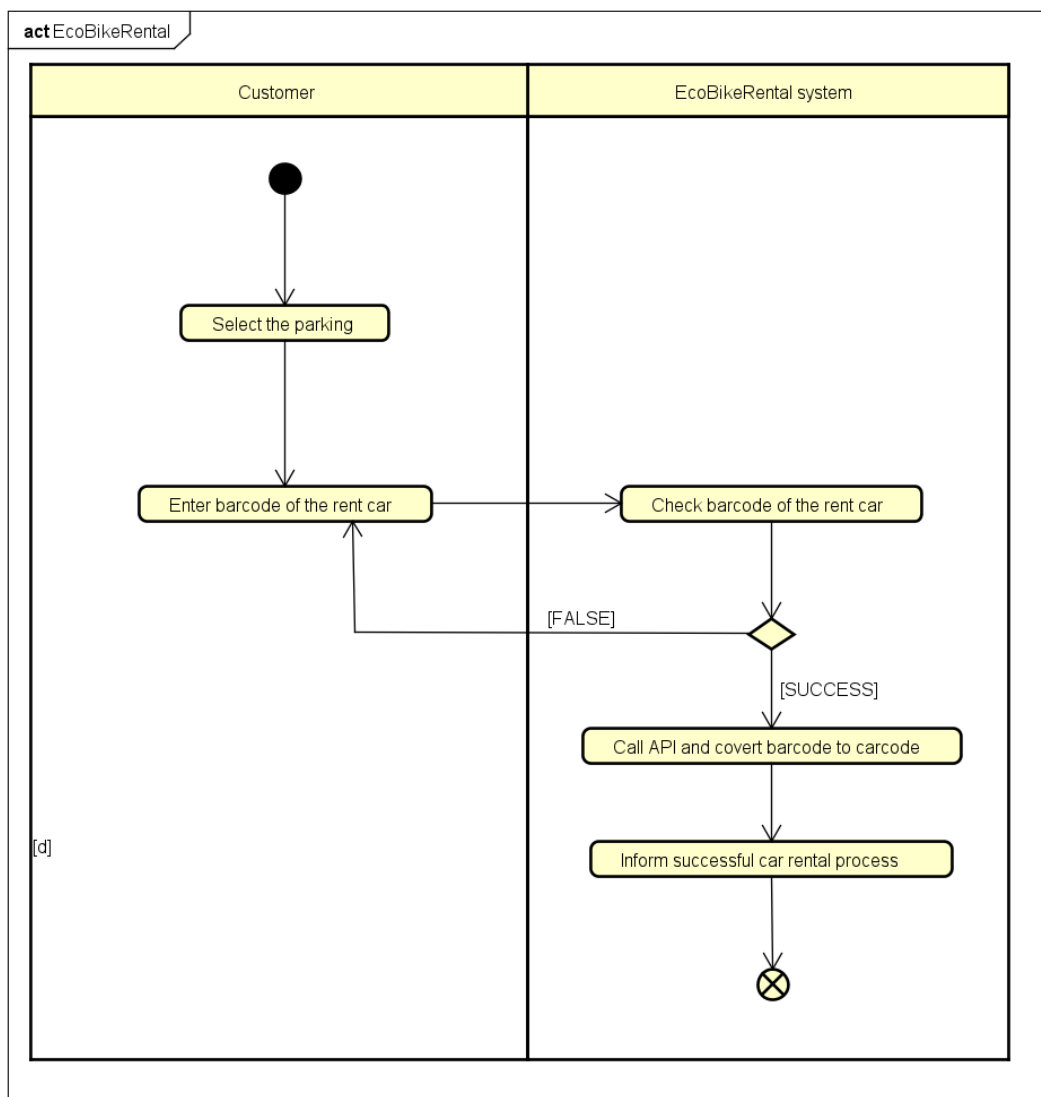 act EcoBikeRental
Customer
EcoBikeRental system
Select the parking
Enter barcode of the rent car
Check barcode of the rent car
[FALSE]
[SUCCESS]
Call API and covert barcode to carcode
[d]
Inform successful car rental process